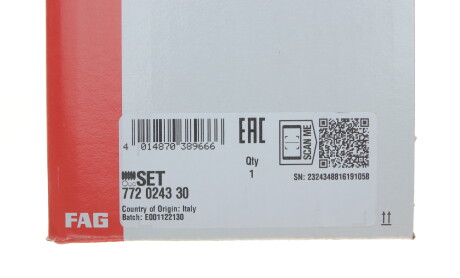 4 014870 389666
EAC
Qty
1
SCAN ME
SN: 2324348816191058
SET
772 0243 30
Country of Origin: Italy
Batch: E001122130
FAG